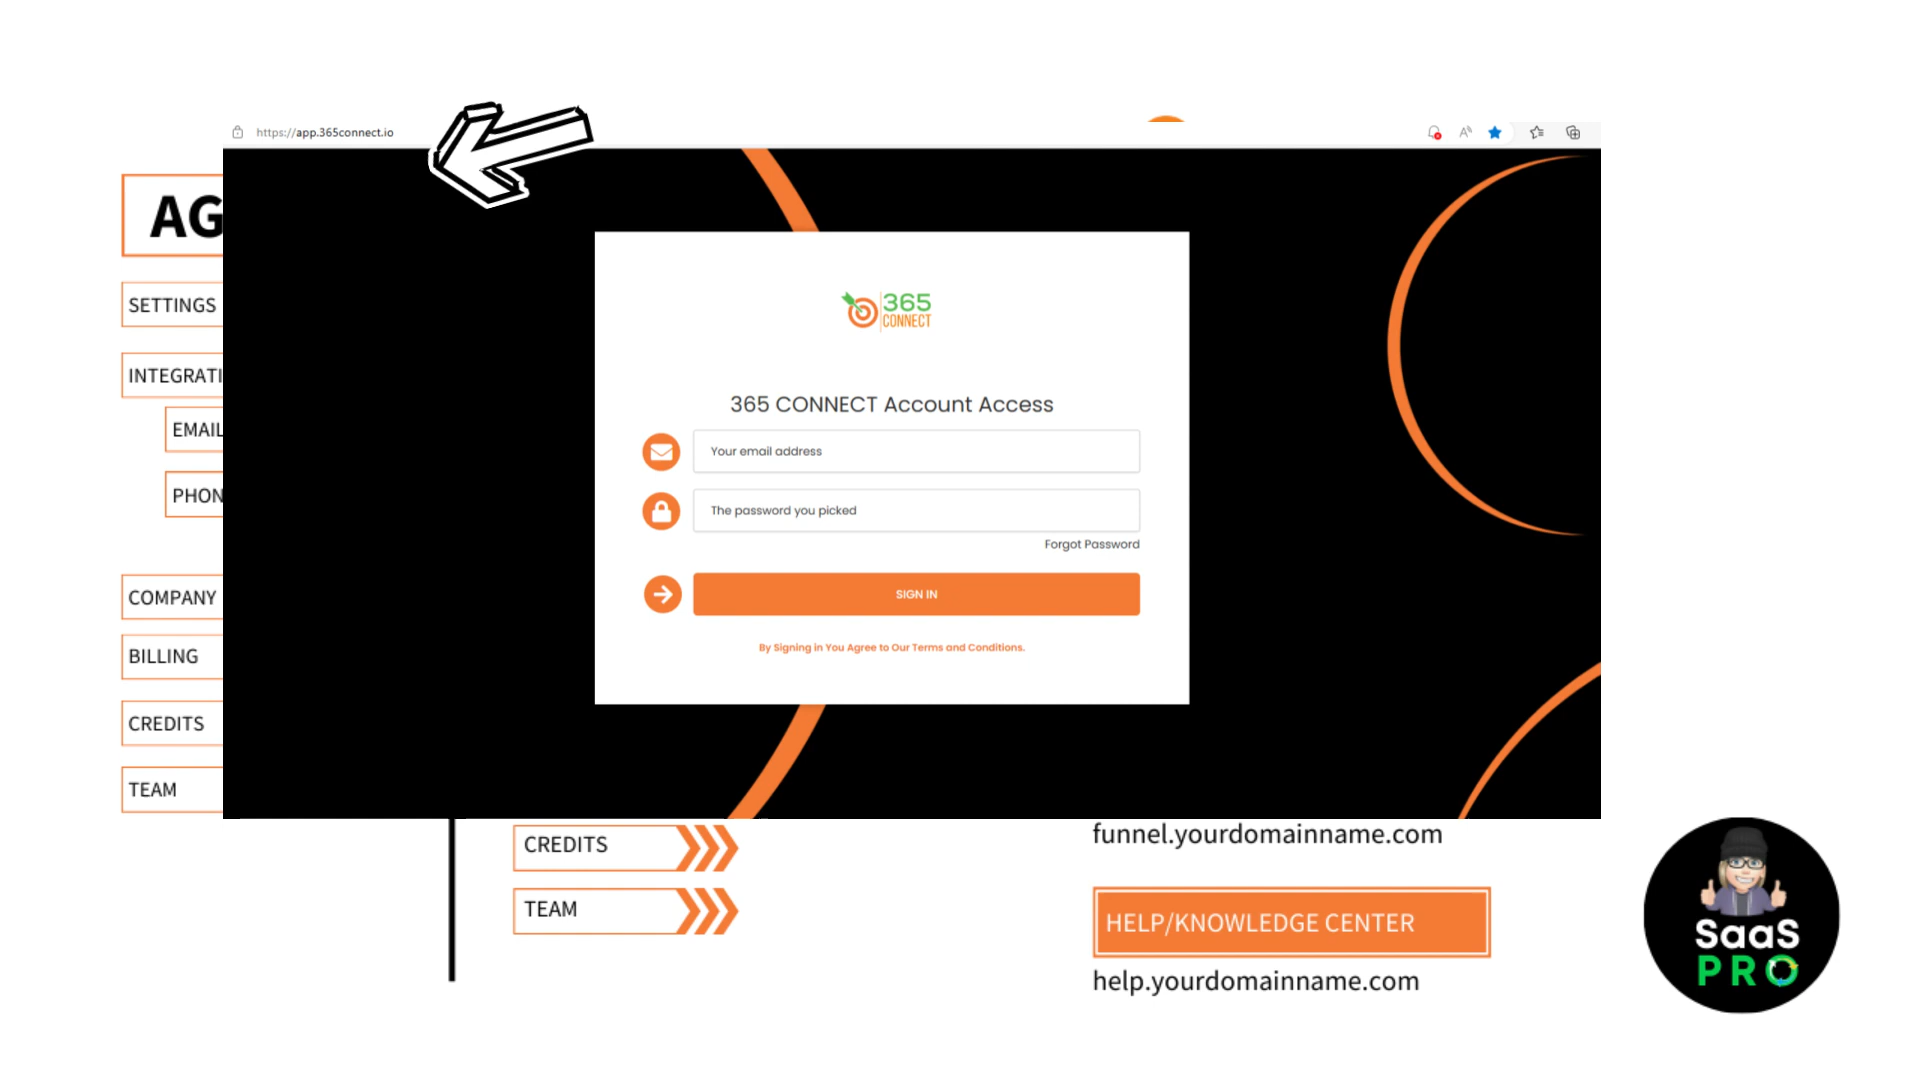 https://app.365connect.io
AG
SETTINGS
INTEGRATI
EMAIL
PHON
COMPANY
BILLING
CREDITS
TEAM
365
CONNECT
365 CONNECT Account Access
Your email address
The password you picked
Forgot Password
SIGN IN
By Signing in You Agree to Our Terms and Conditions.
CREDITS
TEAM
funnel.yourdomainname.com
HELP/KNOWLEDGE CENTER
help.yourdomainname.com
SaaS
PRO